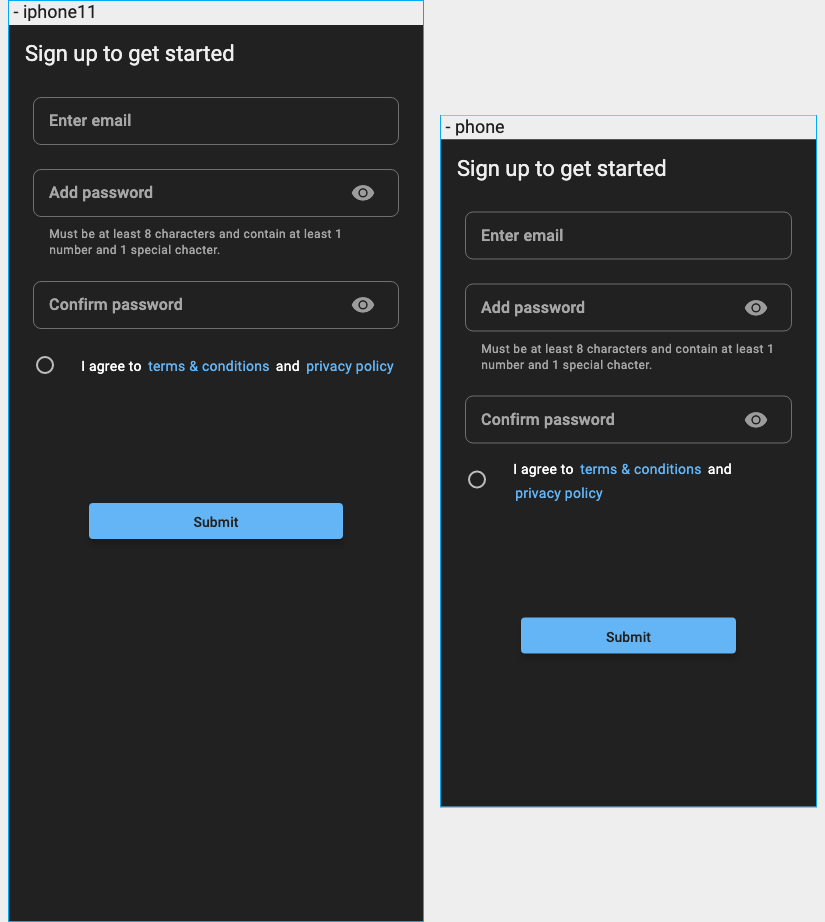 - iphone11
Sign up to get started
Enter email
Add password
Must be at least 8 characters and contain at least 1
number and 1 special chacter.
Confirm password
I agree to terms & conditions and privacy policy
Submit
- phone
Sign up to get started
Enter email
Add password
Must be at least 8 characters and contain at least 1
number and 1 special chacter.
Confirm password
I agree to terms & conditions and
privacy policy
Submit